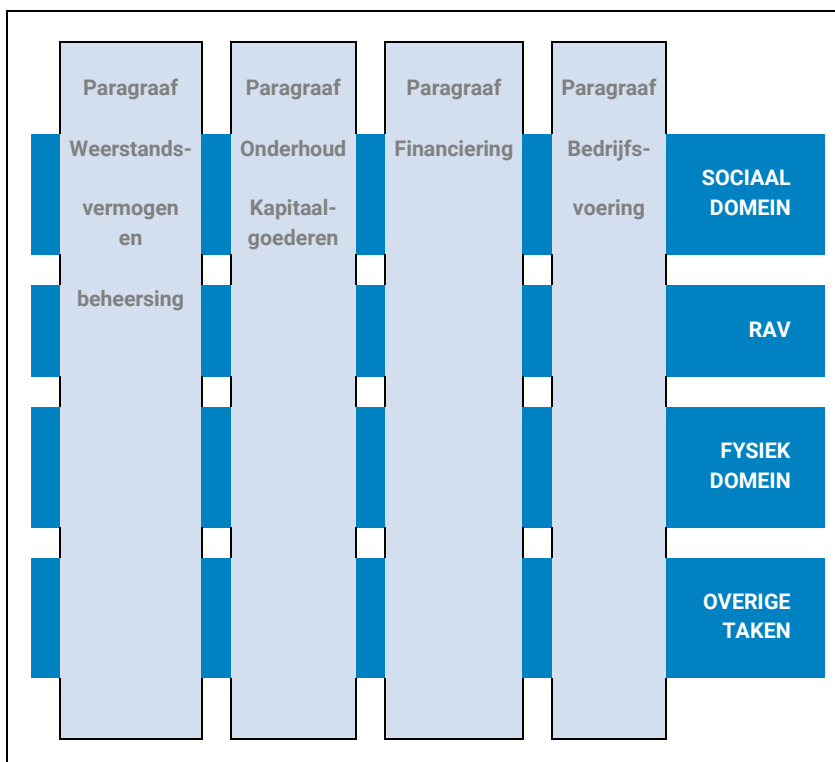 Paragraaf
Weerstands-
vermogen
en
beheersing
Paragraaf
Onderhoud
Kapitaal-
goederen
Paragraaf
Financiering
Paragraaf
Bedrijfs-
voering
SOCIAAL
DOMEIN
RAV
FYSIEK
DOMEIN
OVERIGE
TAKEN